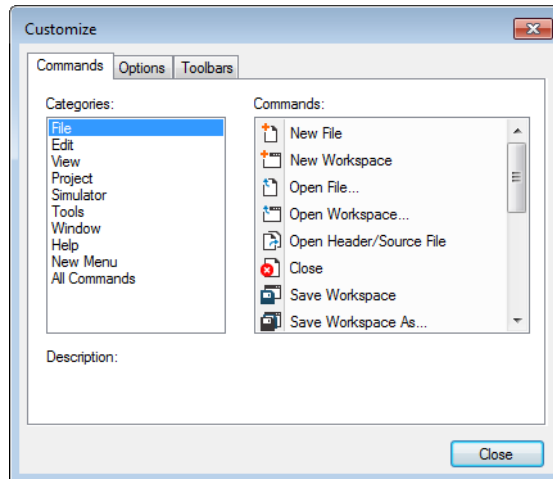 Customize
Commands Options Toolbars
Categories:
File
Edit
View
Project
Simulator
Tools
Window
Help
New Menu
All Commands
Commands:
New File
New Workspace
Open File...
Open Workspace...
Open Header/Source File
Close
Save Workspace
Save Workspace As...
Description:
Close